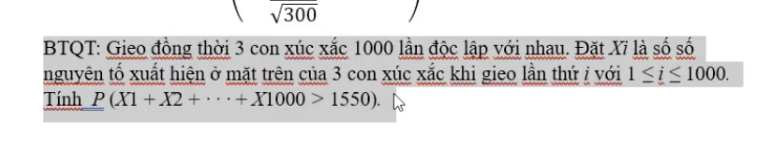 √300
BTQT: Gieo đồng thời 3 con xúc xắc 1000 lần độc lập với nhau. Đặt Xi là số số
nguyên tố xuất hiện ở mặt trên của 3 con xúc xắc khi gieo lần thứ i với 1 ≤ i ≤ 1000.
Tính P (X1 + X2 + · · · + X1000 > 1550).